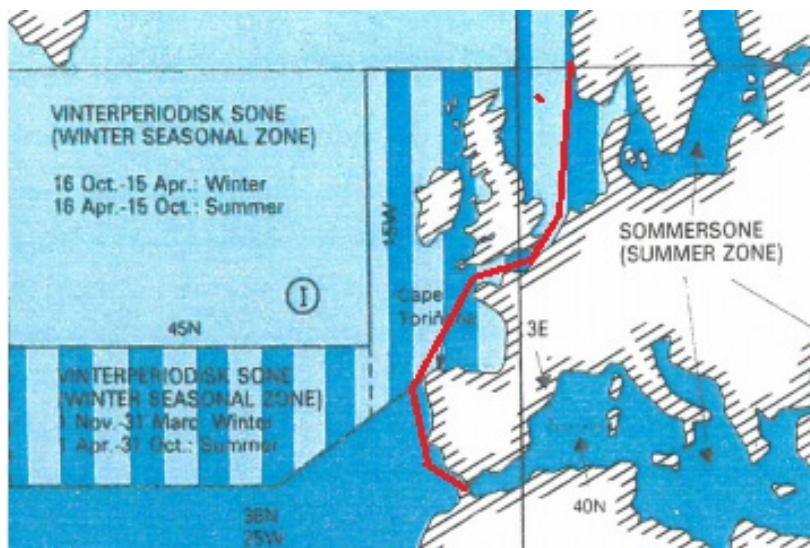 VINTERPERIODISK SONE
(WINTER SEASONAL ZONE)
16 Oct.-15 Apr.: Winter
16 Apr.-15 Oct.: Summer
I
45N
15W
Cape
Toriñana
3E
SOMMERSONE
(SUMMER ZONE)
VINTERPERIODISK SONE
(WINTER SEASONAL ZONE)
1 Nov.-31 Marc Winter
1 Apr.-31 Oct.: Summer
36N
25W
40N